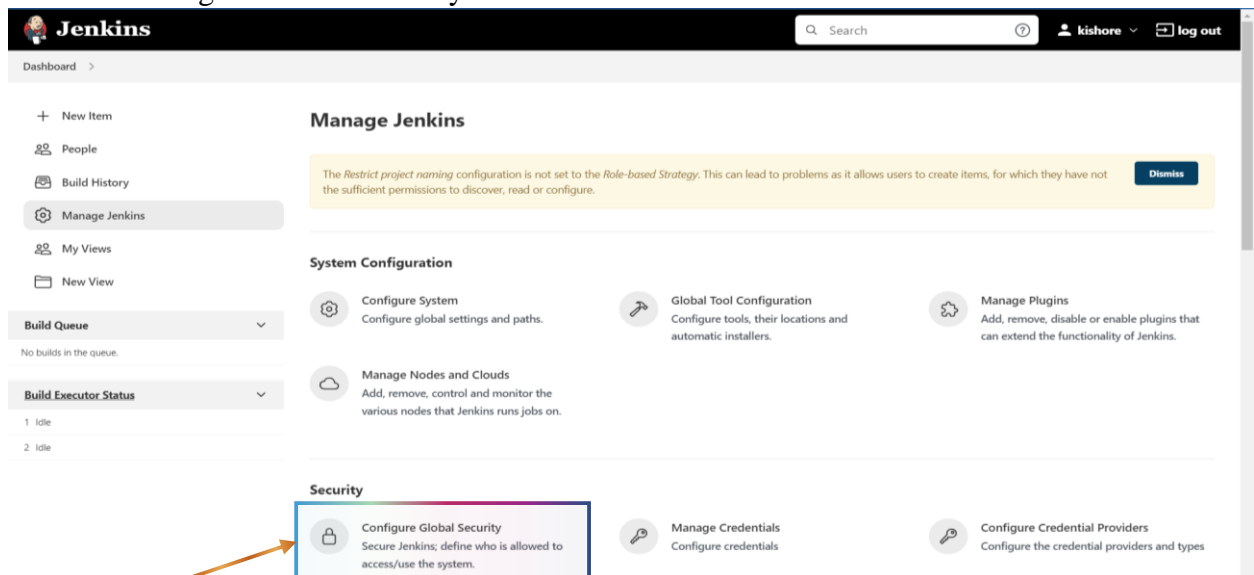 Jenkins
Search
kishore
log out
Dashboard >
+ New Item
People
Build History
Manage Jenkins
My Views
New View
Build Queue
No builds in the queue.
Build Executor Status
1 Idle
2 Idle
Manage Jenkins
The Restrict project naming configuration is not set to the Role-based Strategy. This can lead to problems as it allows users to create items, for which they have not
the sufficient permissions to discover, read or configure.
Dismiss
System Configuration
Configure System
Configure global settings and paths.
Global Tool Configuration
Configure tools, their locations and
automatic installers.
Manage Plugins
Add, remove, disable or enable plugins that
can extend the functionality of Jenkins.
Manage Nodes and Clouds
Add, remove, control and monitor the
various nodes that Jenkins runs jobs on.
Security
Configure Global Security
Secure Jenkins; define who is allowed to
access/use the system.
Manage Credentials
Configure credentials
Configure Credential Providers
Configure the credential providers and types